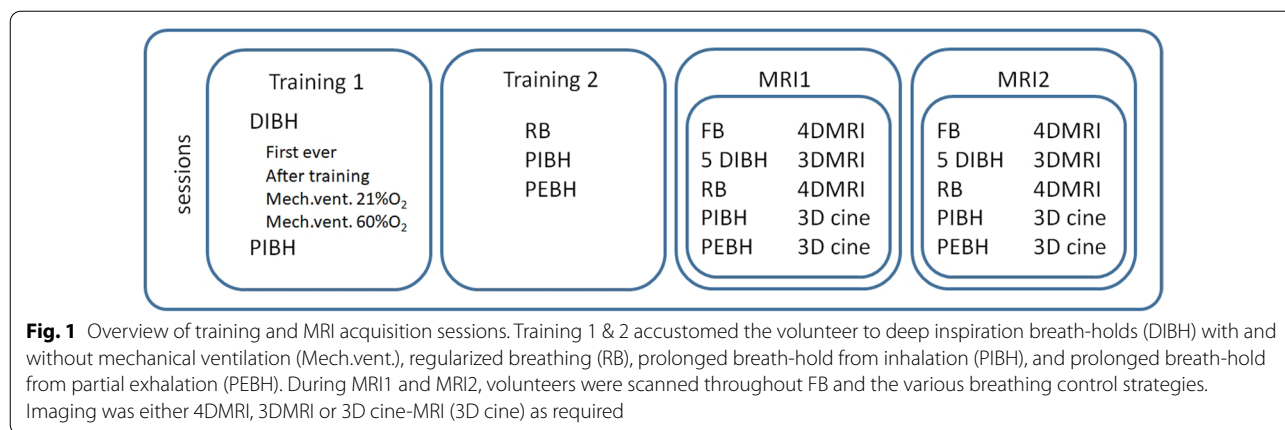 sessions
Training 1
DIBH
First ever
After training
Mech.vent. 21%O₂
Mech.vent. 60%O₂
PIBH
Training 2
RB
PIBH
PEBH
MRI1
FB 4DMRI
5 DIBH 3DMRI
RB 4DMRI
PIBH 3D cine
PEBH 3D cine
MRI2
FB 4DMRI
5 DIBH 3DMRI
RB 4DMRI
PIBH 3D cine
PEBH 3D cine
Fig. 1 Overview of training and MRI acquisition sessions. Training 1 & 2 accustomed the volunteer to deep inspiration breath-holds (DIBH) with and
without mechanical ventilation (Mech.vent.), regularized breathing (RB), prolonged breath-hold from inhalation (PIBH), and prolonged breath-hold
from partial exhalation (PEBH). During MRI1 and MRI2, volunteers were scanned throughout FB and the various breathing control strategies.
Imaging was either 4DMRI, 3DMRI or 3D cine-MRI (3D cine) as required